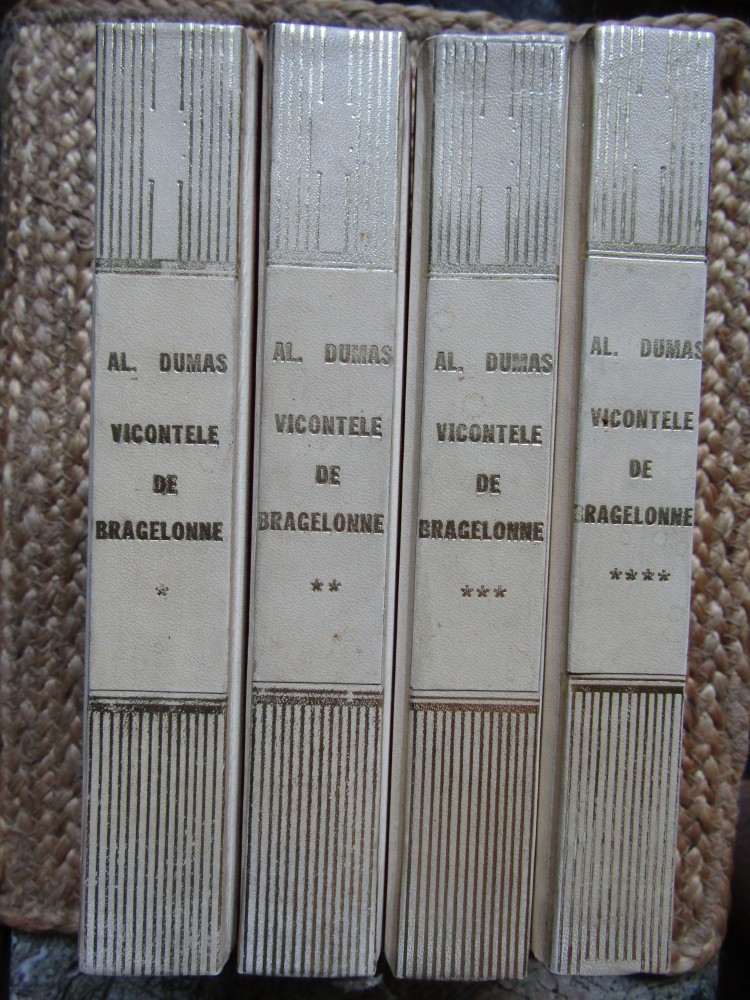 AL. DUMAS
VICONTELE
DE
BRAGELONNE
*
AL. DUMAS
VICONTELE
DE
BRAGELONNE
**
AL. DUMAS
VICONTELE
DE
BRAGELONNE
***
AL. DUMAS
VICONTELE
DE
BRAGELONNE
****